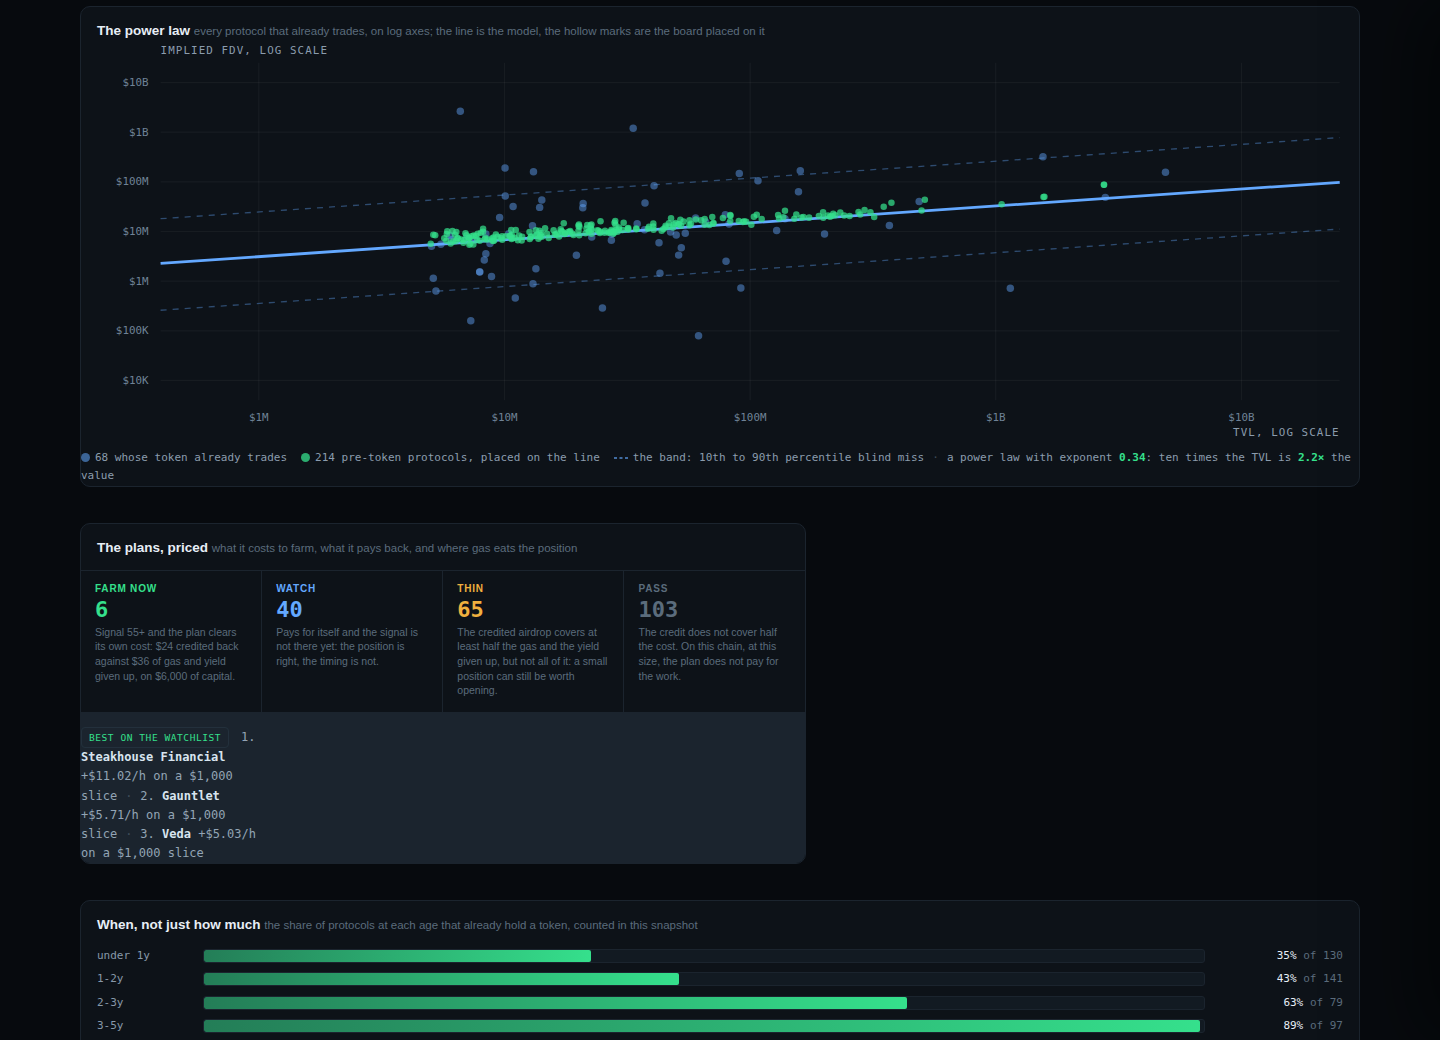 The power law every protocol that already trades, on log axes; the line is the model, the hollow marks are the board placed on it
IMPLIED FDV, LOG SCALE
$10B
$1B
$100M
$10M
$1M
$100K
$10K
$1M $10M $100M $1B $10B
TVL, LOG SCALE
68 whose token already trades 214 pre-token protocols, placed on the line --- the band: 10th to 90th percentile blind miss · a power law with exponent 0.34: ten times the TVL is 2.2× the
value
The plans, priced what it costs to farm, what it pays back, and where gas eats the position
FARM NOW
6
Signal 55+ and the plan clears
its own cost: $24 credited back
against $36 of gas and yield
given up, on $6,000 of capital.
WATCH
40
Pays for itself and the signal is
not there yet: the position is
right, the timing is not.
THIN
65
The credited airdrop covers at
least half the gas and the yield
given up, but not all of it: a small
position can still be worth
opening.
PASS
103
The credit does not cover half
the cost. On this chain, at this
size, the plan does not pay for
the work.
BEST ON THE WATCHLIST 1.
Steakhouse Financial
+$11.02/h on a $1,000
slice · 2. Gauntlet
+$5.71/h on a $1,000
slice · 3. Veda +$5.03/h
on a $1,000 slice
When, not just how much the share of protocols at each age that already hold a token, counted in this snapshot
under 1y 35% of 130
1-2y 43% of 141
2-3y 63% of 79
3-5y 89% of 97